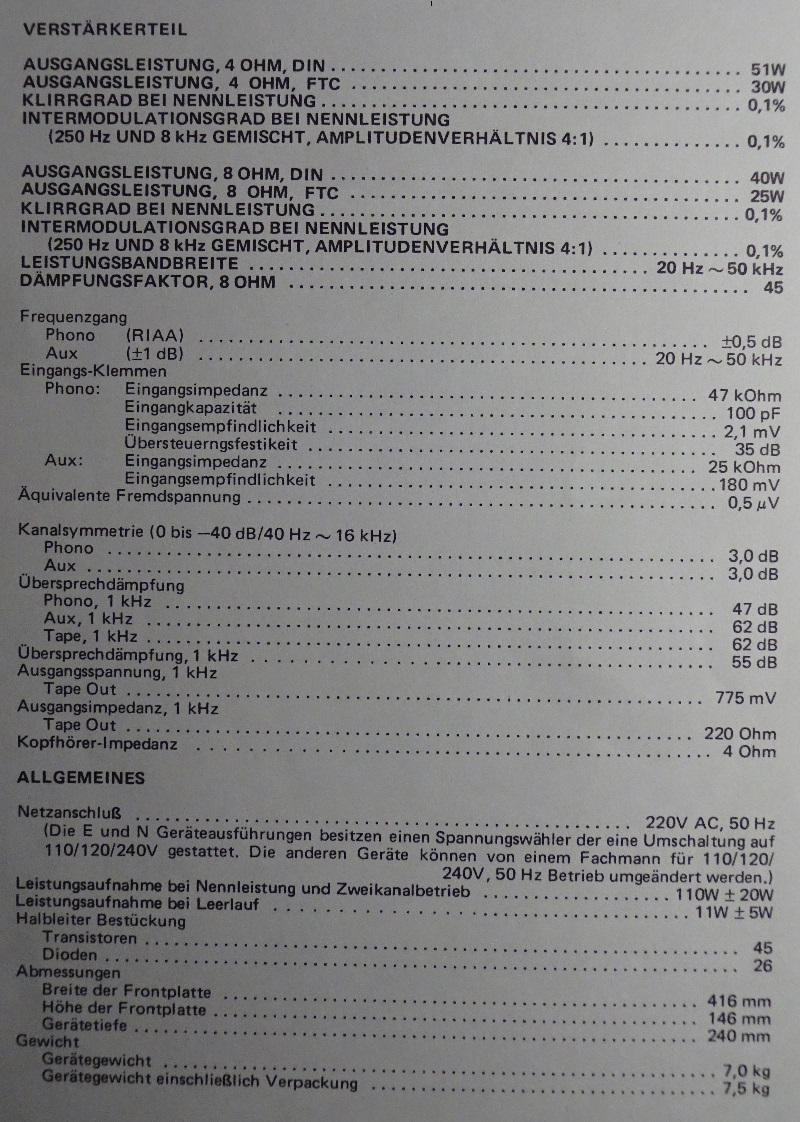 VERSTÄRKERTEIL
AUSGANGSLEISTUNG, 4 OHM, DIN ........ 51W
AUSGANGSLEISTUNG, 4 OHM, FTC ........ 30W
KLIRRGRAD BEI NENNLEISTUNG ........ 0,1%
INTERMODULATIONSGRAD BEI NENNLEISTUNG
(250 Hz UND 8 kHz GEMISCHT, AMPLITUDENVERHÄLTNIS 4:1) ........ 0,1%
AUSGANGSLEISTUNG, 8 OHM, DIN ........ 40W
AUSGANGSLEISTUNG, 8 OHM, FTC ........ 25W
KLIRRGRAD BEI NENNLEISTUNG ........ 0,1%
INTERMODULATIONSGRAD BEI NENNLEISTUNG
(250 Hz UND 8 kHz GEMISCHT, AMPLITUDENVERHÄLTNIS 4:1) ........ 0,1%
LEISTUNGSBANDBREITE ........ 20 Hz ~ 50 kHz
DÄMPFUNGSFAKTOR, 8 OHM ........ 45
Frequenzgang
Phono (RIAA) ........ ±0,5 dB
Aux (±1 dB) ........ 20 Hz ~ 50 kHz
Eingangs-Klemmen
Phono: Eingangsimpedanz ........ 47 kOhm
Eingangkapazität ........ 100 pF
Eingangsempfindlichkeit ........ 2,1 mV
Übersteuerngsfestikeit ........ 35 dB
Aux: Eingangsimpedanz ........ 25 kOhm
Eingangsempfindlichkeit ........ 180 mV
Äquivalente Fremdspannung ........ 0,5 μV
Kanalsymmetrie (0 bis −40 dB/40 Hz ~ 16 kHz)
Phono ........ 3,0 dB
Aux ........ 3,0 dB
Übersprechdämpfung
Phono, 1 kHz ........ 47 dB
Aux, 1 kHz ........ 62 dB
Tape, 1 kHz ........ 62 dB
Übersprechdämpfung, 1 kHz ........ 55 dB
Ausgangsspannung, 1 kHz
Tape Out ........ 775 mV
Ausgangsimpedanz, 1 kHz
Tape Out ........ 220 Ohm
Kopfhörer-Impedanz ........ 4 Ohm
ALLGEMEINES
Netzanschluß ........ 220V AC, 50 Hz
(Die E und N Geräteausführungen besitzen einen Spannungswähler der eine Umschaltung auf
110/120/240V gestattet. Die anderen Geräte können von einem Fachmann für 110/120/
240V, 50 Hz Betrieb umgeändert werden.)
Leistungsaufnahme bei Nennleistung und Zweikanalbetrieb ........ 110W ± 20W
Leistungsaufnahme bei Leerlauf ........ 11W ± 5W
Halbleiter Bestückung
Transistoren ........ 45
Dioden ........ 26
Abmessungen
Breite der Frontplatte ........ 416 mm
Höhe der Frontplatte ........ 146 mm
Gerätetiefe ........ 240 mm
Gewicht
Gerätegewicht ........ 7,0 kg
Gerätegewicht einschließlich Verpackung ........ 7,5 kg